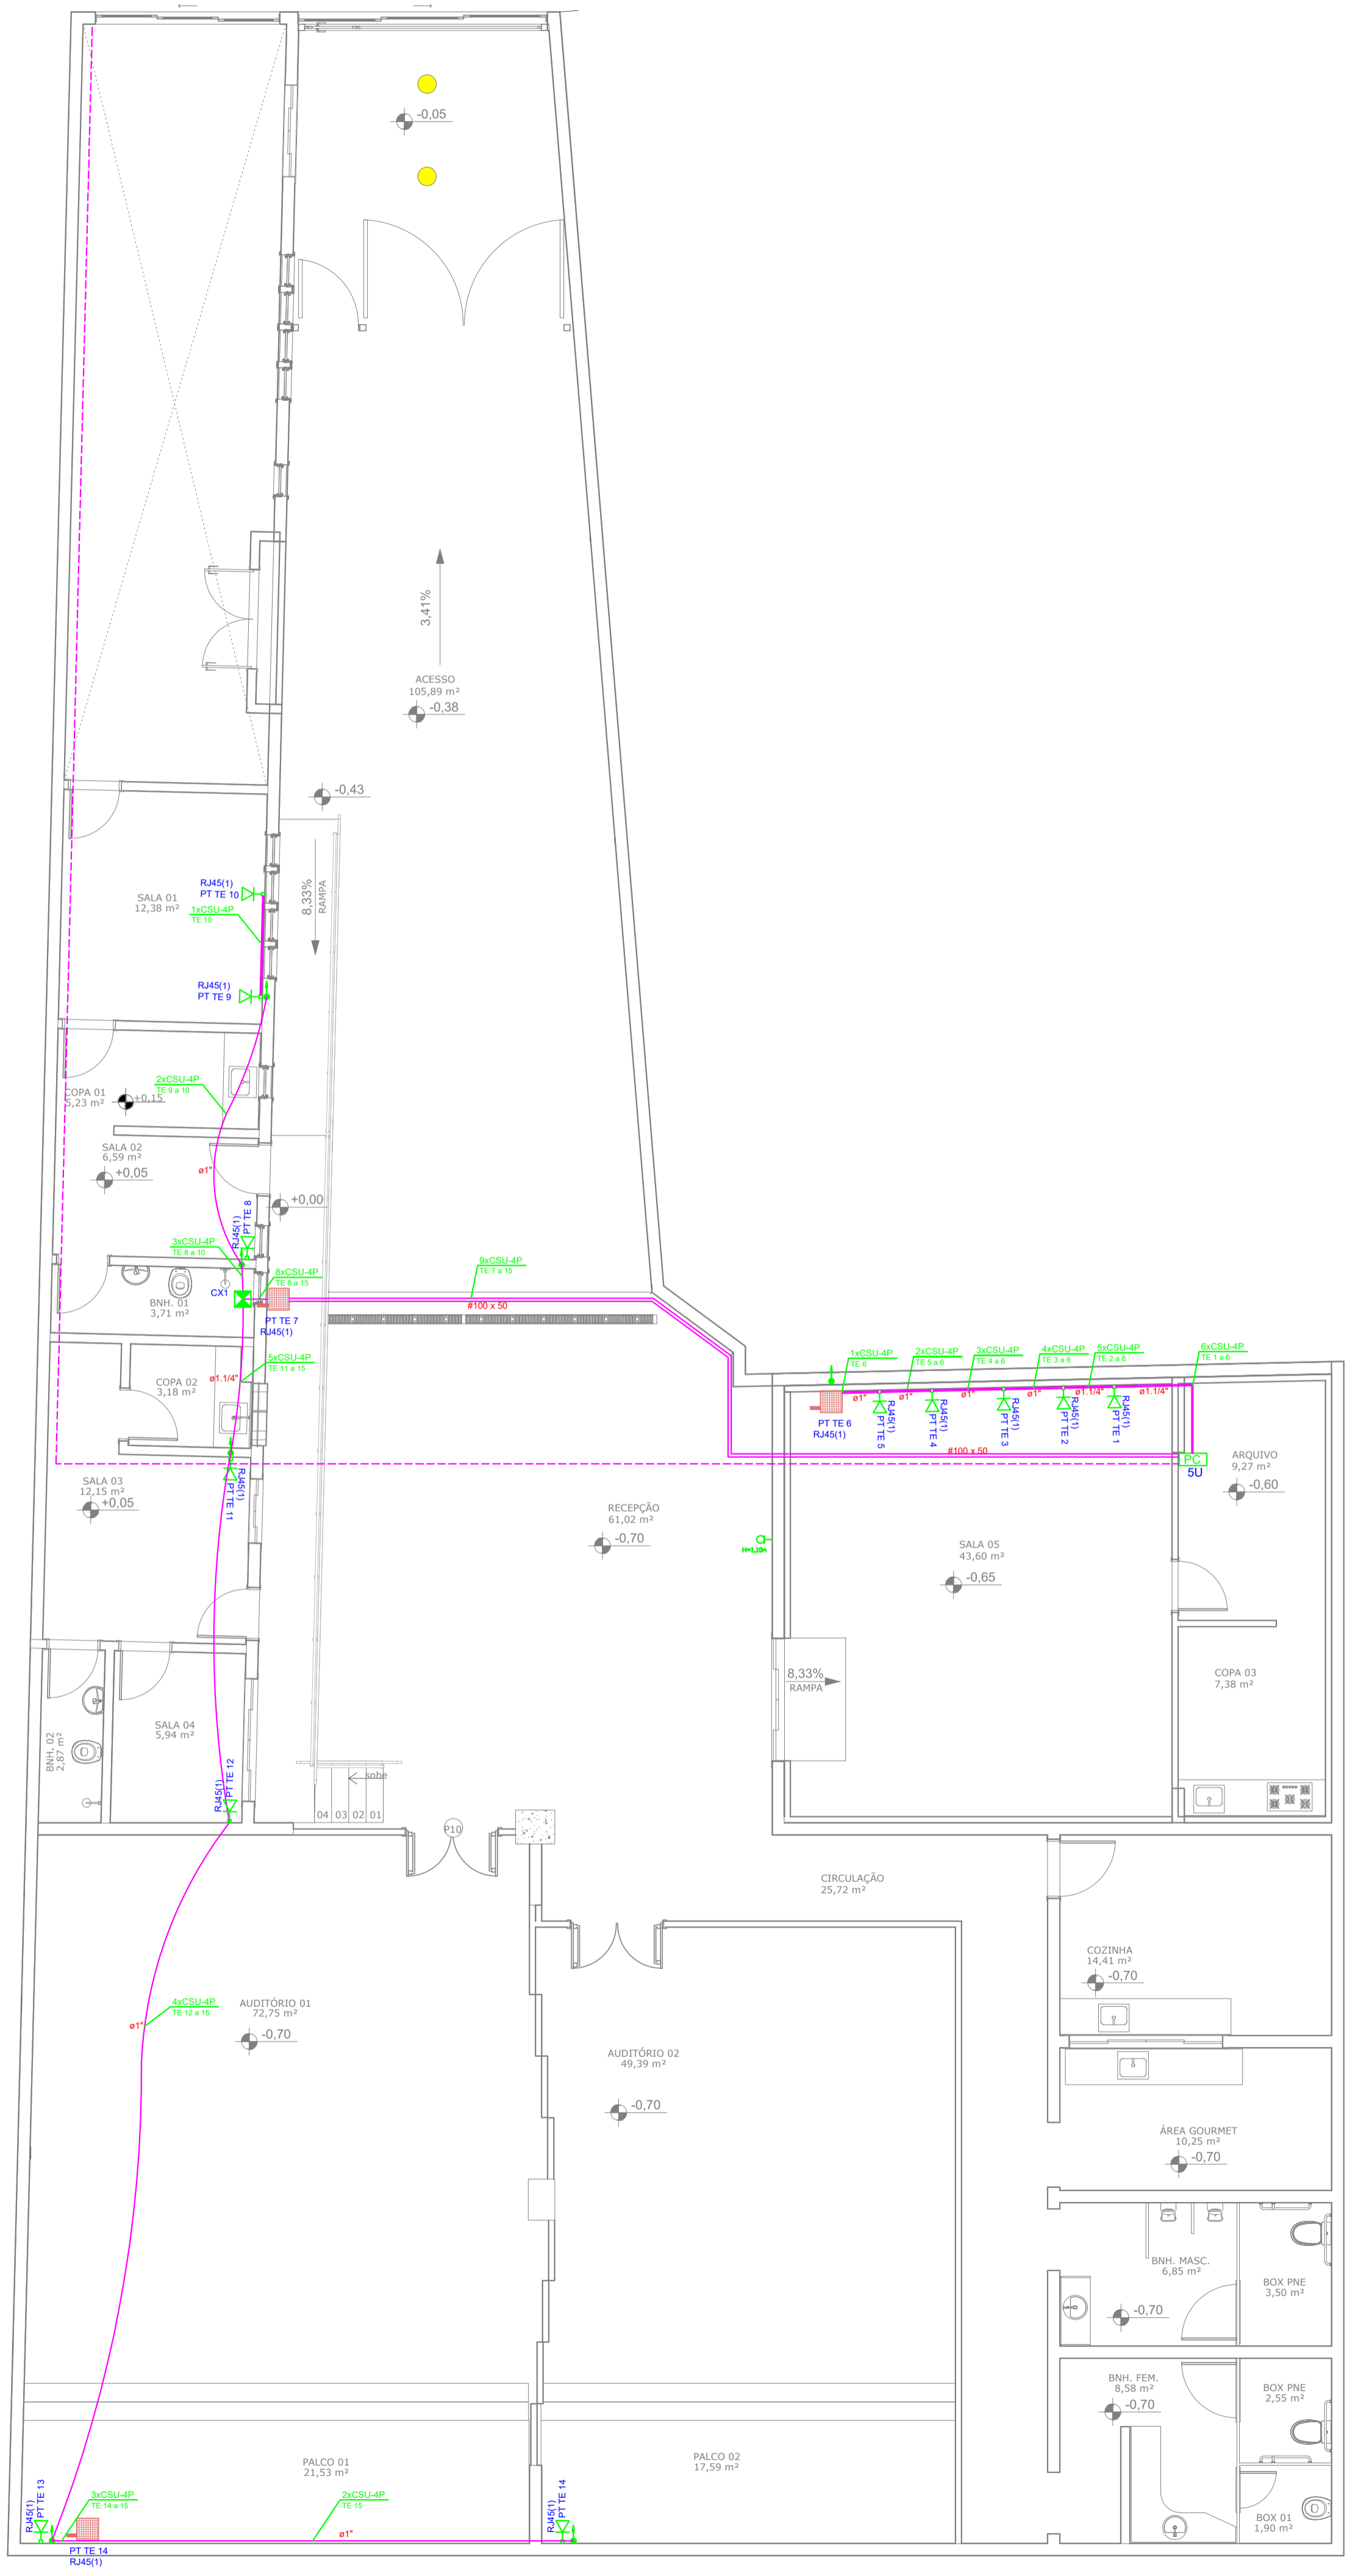 -0,05
3,41%
ACESSO
105,89 m²
-0,38
-0,43
8,33%
RAMPA
SALA 01
12,38 m²
RJ45(1)
PT TE 10
1xCSU-4P
TE 10
RJ45(1)
PT TE 9
2xCSU-4P
TE 9 a 10
COPA 01
5,23 m²
+0,15
SALA 02
6,59 m²
+0,05
ø1"
+0,00
RJ45(1)
PT TE 8
3xCSU-4P
TE 8 a 10
8xCSU-4P
TE 8 a 15
9xCSU-4P
TE 7 a 15
#100 x 50
CX1
BNH. 01
3,71 m²
PT TE 7
RJ45(1)
5xCSU-4P
TE 11 a 15
ø1.1/4"
COPA 02
3,18 m²
1xCSU-4P
TE 6
2xCSU-4P
TE 5 a 6
3xCSU-4P
TE 4 a 6
4xCSU-4P
TE 3 a 6
5xCSU-4P
TE 2 a 6
6xCSU-4P
TE 1 a 6
ø1"
ø1"
ø1"
ø1"
ø1.1/4"
ø1.1/4"
PT TE 6
RJ45(1)
RJ45(1)
PT TE 5
RJ45(1)
PT TE 4
RJ45(1)
PT TE 3
RJ45(1)
PT TE 2
RJ45(1)
PT TE 1
#100 x 50
PC
5U
ARQUIVO
9,27 m²
-0,60
SALA 03
12,15 m²
+0,05
RJ45(1)
PT TE 11
RECEPÇÃO
61,02 m²
-0,70
H=1,10m
SALA 05
43,60 m²
-0,65
8,33%
RAMPA
COPA 03
7,38 m²
BNH. 02
2,87 m²
SALA 04
5,94 m²
RJ45(1)
PT TE 12
sobe
04 03 02 01
P10
CIRCULAÇÃO
25,72 m²
COZINHA
14,41 m²
-0,70
4xCSU-4P
TE 12 a 15
ø1"
AUDITÓRIO 01
72,75 m²
-0,70
AUDITÓRIO 02
49,39 m²
-0,70
ÁREA GOURMET
10,25 m²
-0,70
BNH. MASC.
6,85 m²
-0,70
BOX PNE
3,50 m²
BNH. FEM.
8,58 m²
-0,70
BOX PNE
2,55 m²
PALCO 01
21,53 m²
PALCO 02
17,59 m²
RJ45(1)
PT TE 13
3xCSU-4P
TE 14 a 15
2xCSU-4P
TE 15
ø1"
RJ45(1)
PT TE 14
BOX 01
1,90 m²
PT TE 14
RJ45(1)